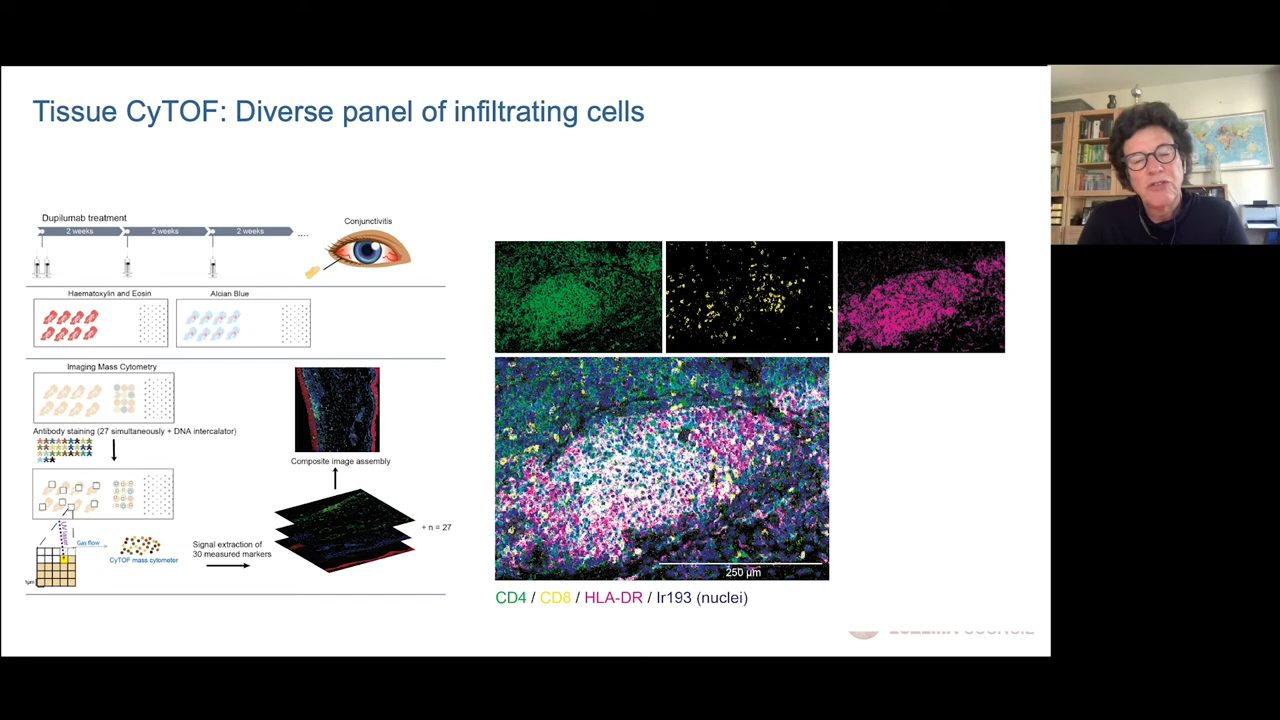 Tissue CyTOF: Diverse panel of infiltrating cells
Dupilumab treatment
2 weeks
2 weeks
2 weeks
....
Conjunctivitis
Haematoxylin and Eosin
Alcian Blue
Imaging Mass Cytometry
Antibody staining (27 simultaneously + DNA intercalator)
Composite image assembly
+ n = 27
Gas flow
CyTOF mass cytometer
Signal extraction of
30 measured markers
1µm
250 µm
CD4 / CD8 / HLA-DR / Ir193 (nuclei)